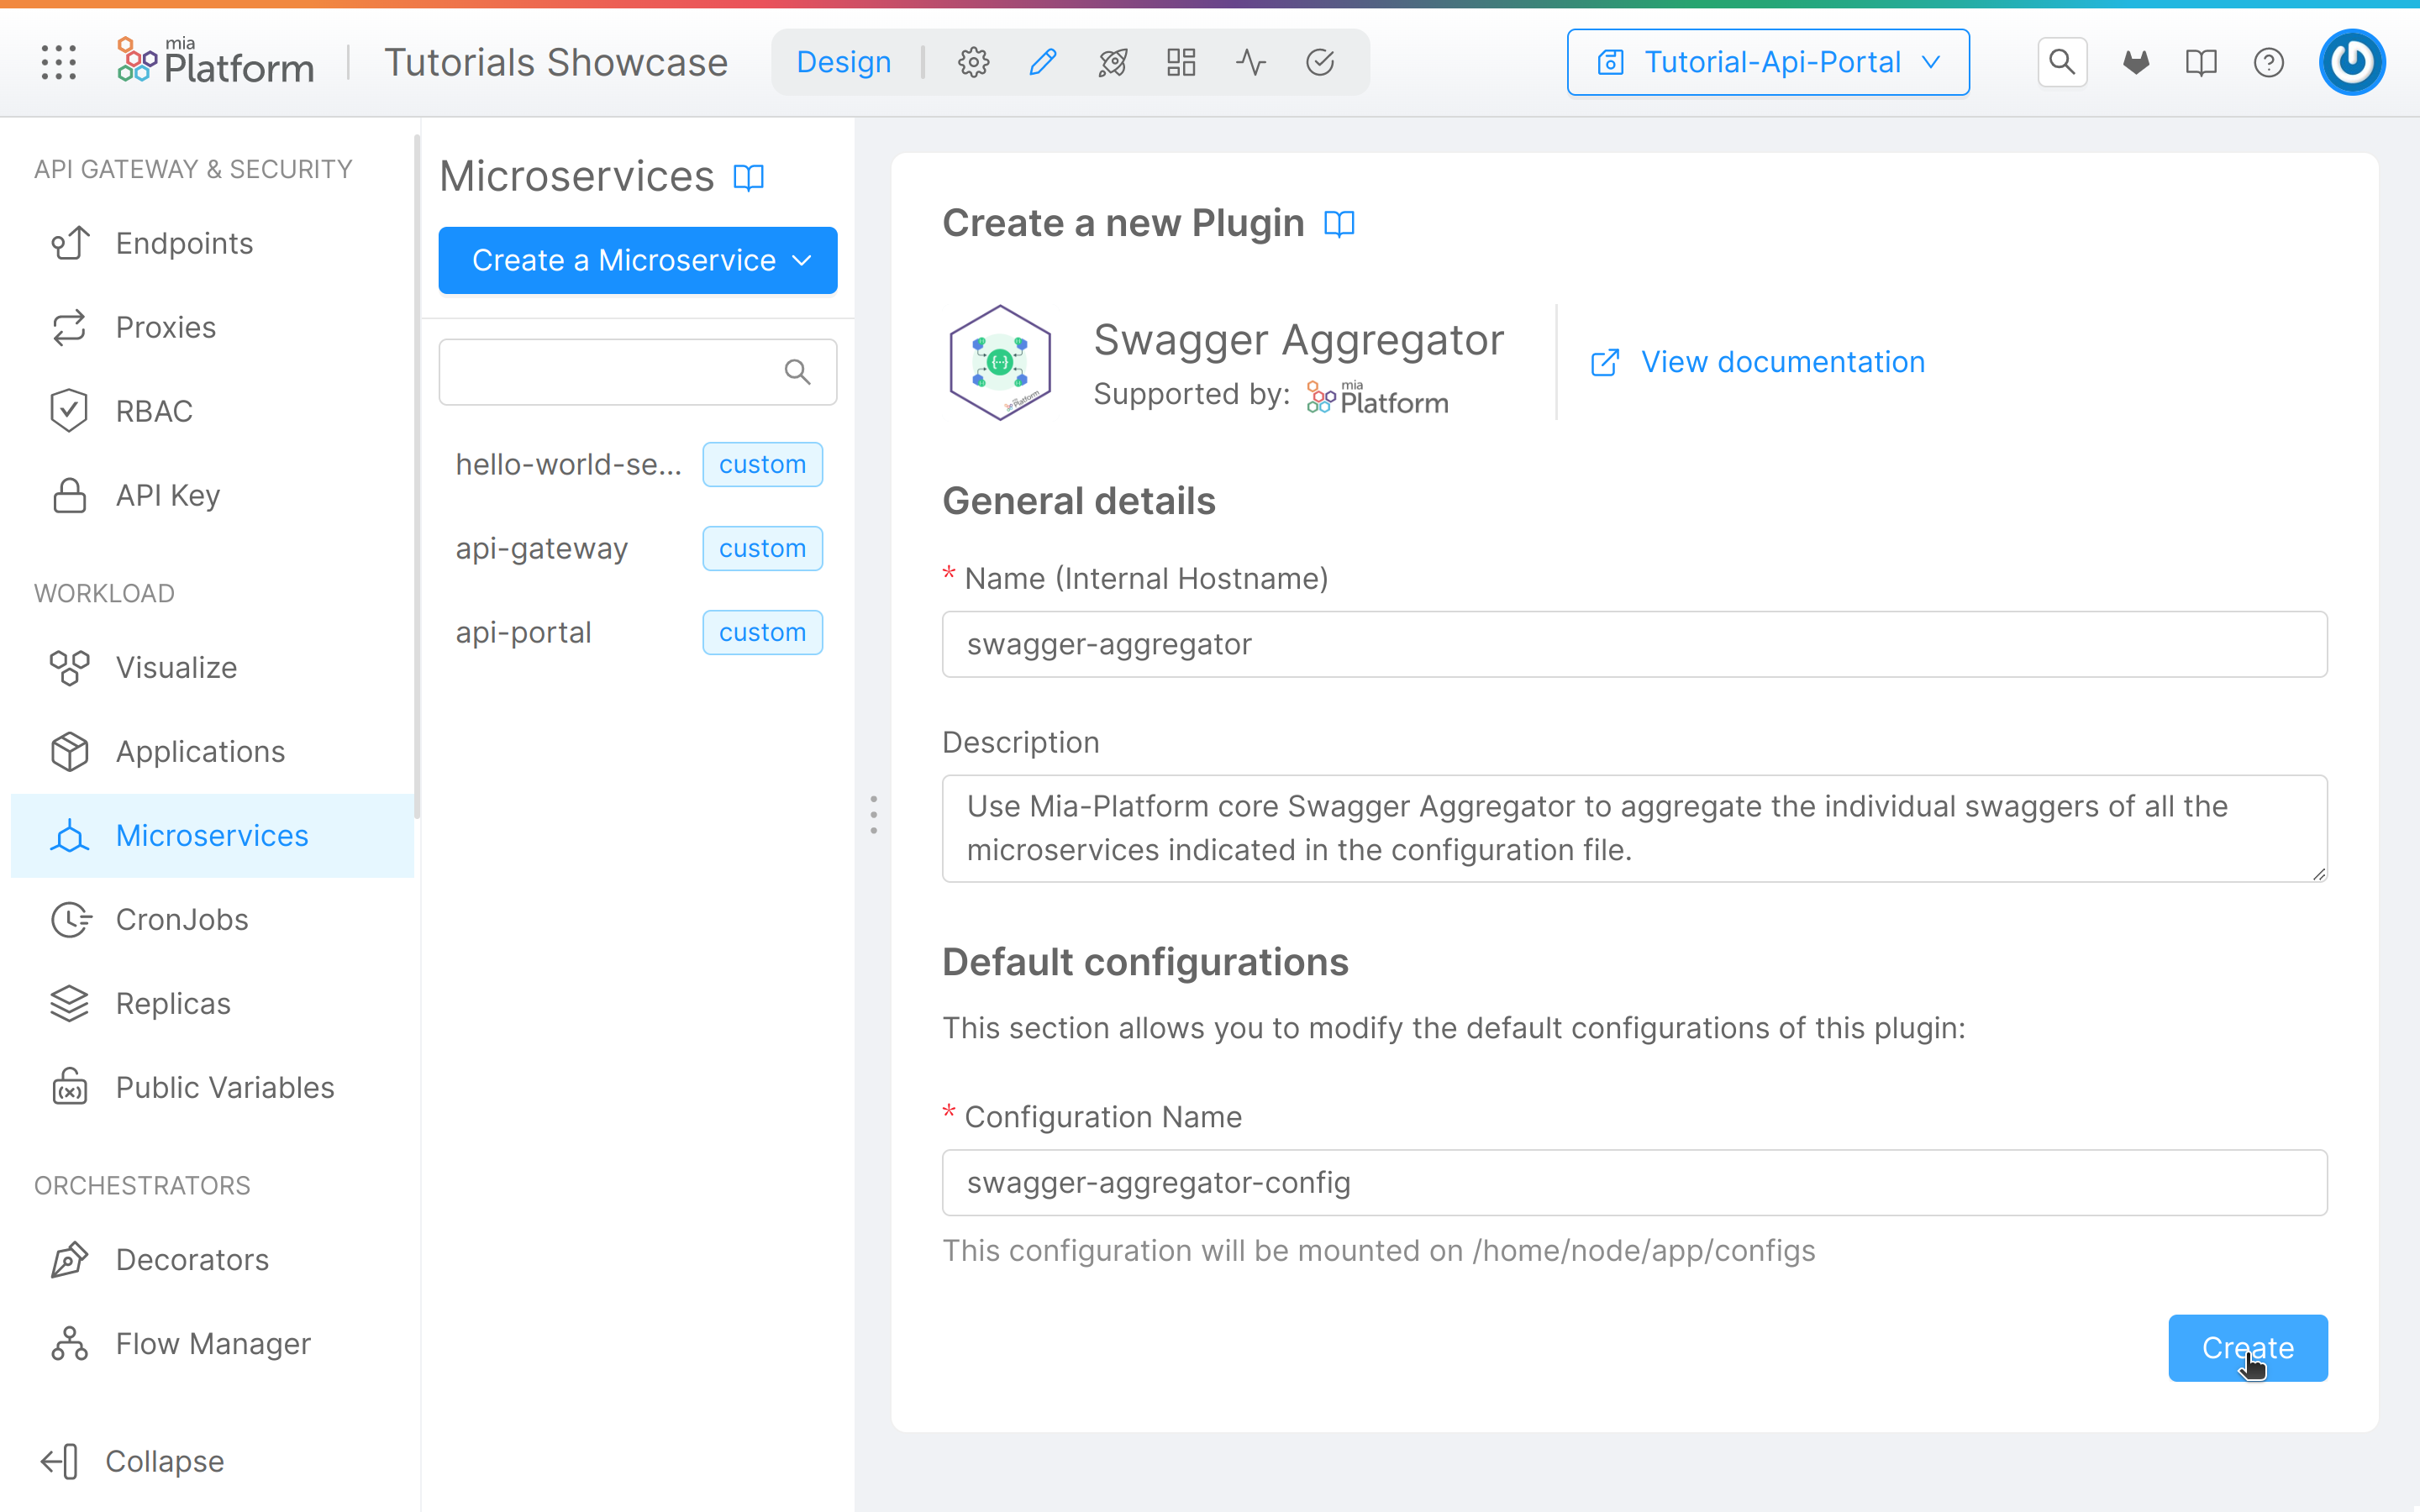 mia
Platform
Tutorials Showcase
Design
Tutorial-Api-Portal
API GATEWAY & SECURITY
Endpoints
Proxies
RBAC
API Key
WORKLOAD
Visualize
Applications
Microservices
CronJobs
Replicas
Public Variables
ORCHESTRATORS
Decorators
Flow Manager
Collapse
Microservices
Create a Microservice
hello-world-se... custom
api-gateway custom
api-portal custom
Create a new Plugin
Swagger Aggregator
Supported by: mia Platform
View documentation
General details
* Name (Internal Hostname)
swagger-aggregator
Description
Use Mia-Platform core Swagger Aggregator to aggregate the individual swaggers of all the
microservices indicated in the configuration file.
Default configurations
This section allows you to modify the default configurations of this plugin:
* Configuration Name
swagger-aggregator-config
This configuration will be mounted on /home/node/app/configs
Create